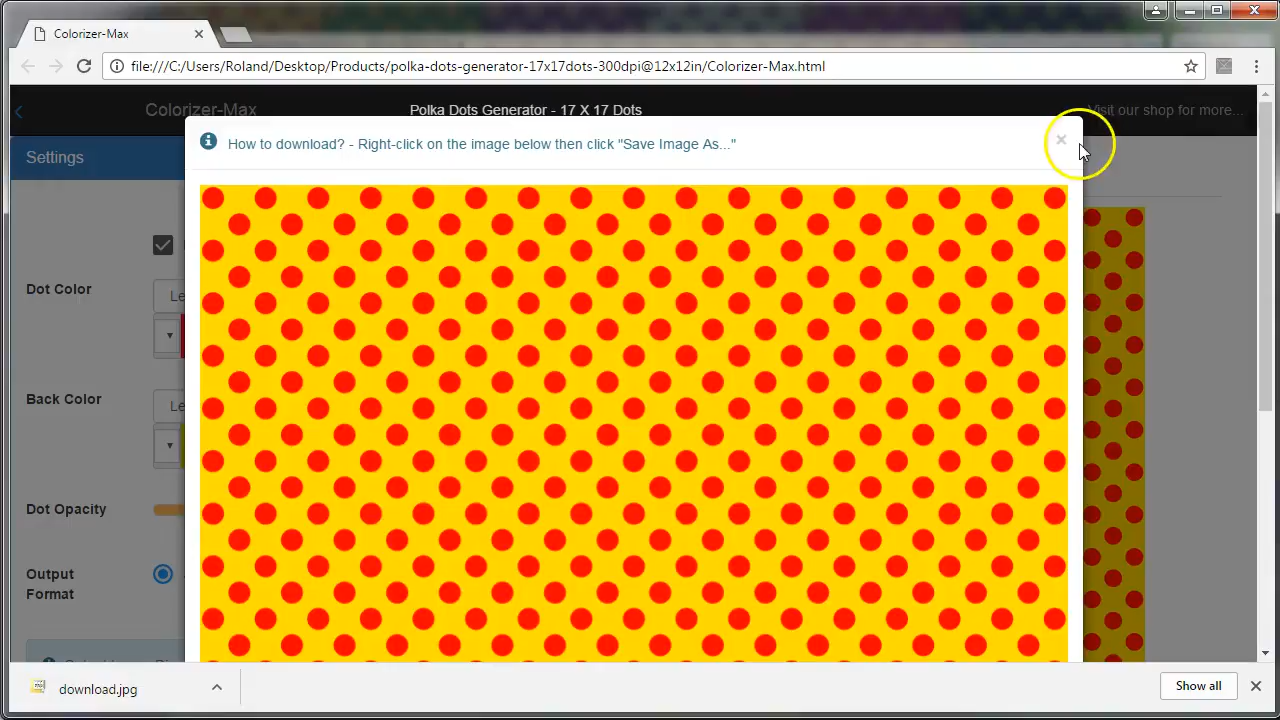 Colorizer-Max
file:///C:/Users/Roland/Desktop/Products/polka-dots-generator-17x17dots-300dpi@12x12in/Colorizer-Max.html
Colorizer-Max
Polka Dots Generator - 17 X 17 Dots
Visit our shop for more...
Settings
How to download? - Right-click on the image below then click "Save Image As..."
Dot Color
Le
Back Color
Le
Dot Opacity
Output
Format
download.jpg
Show all